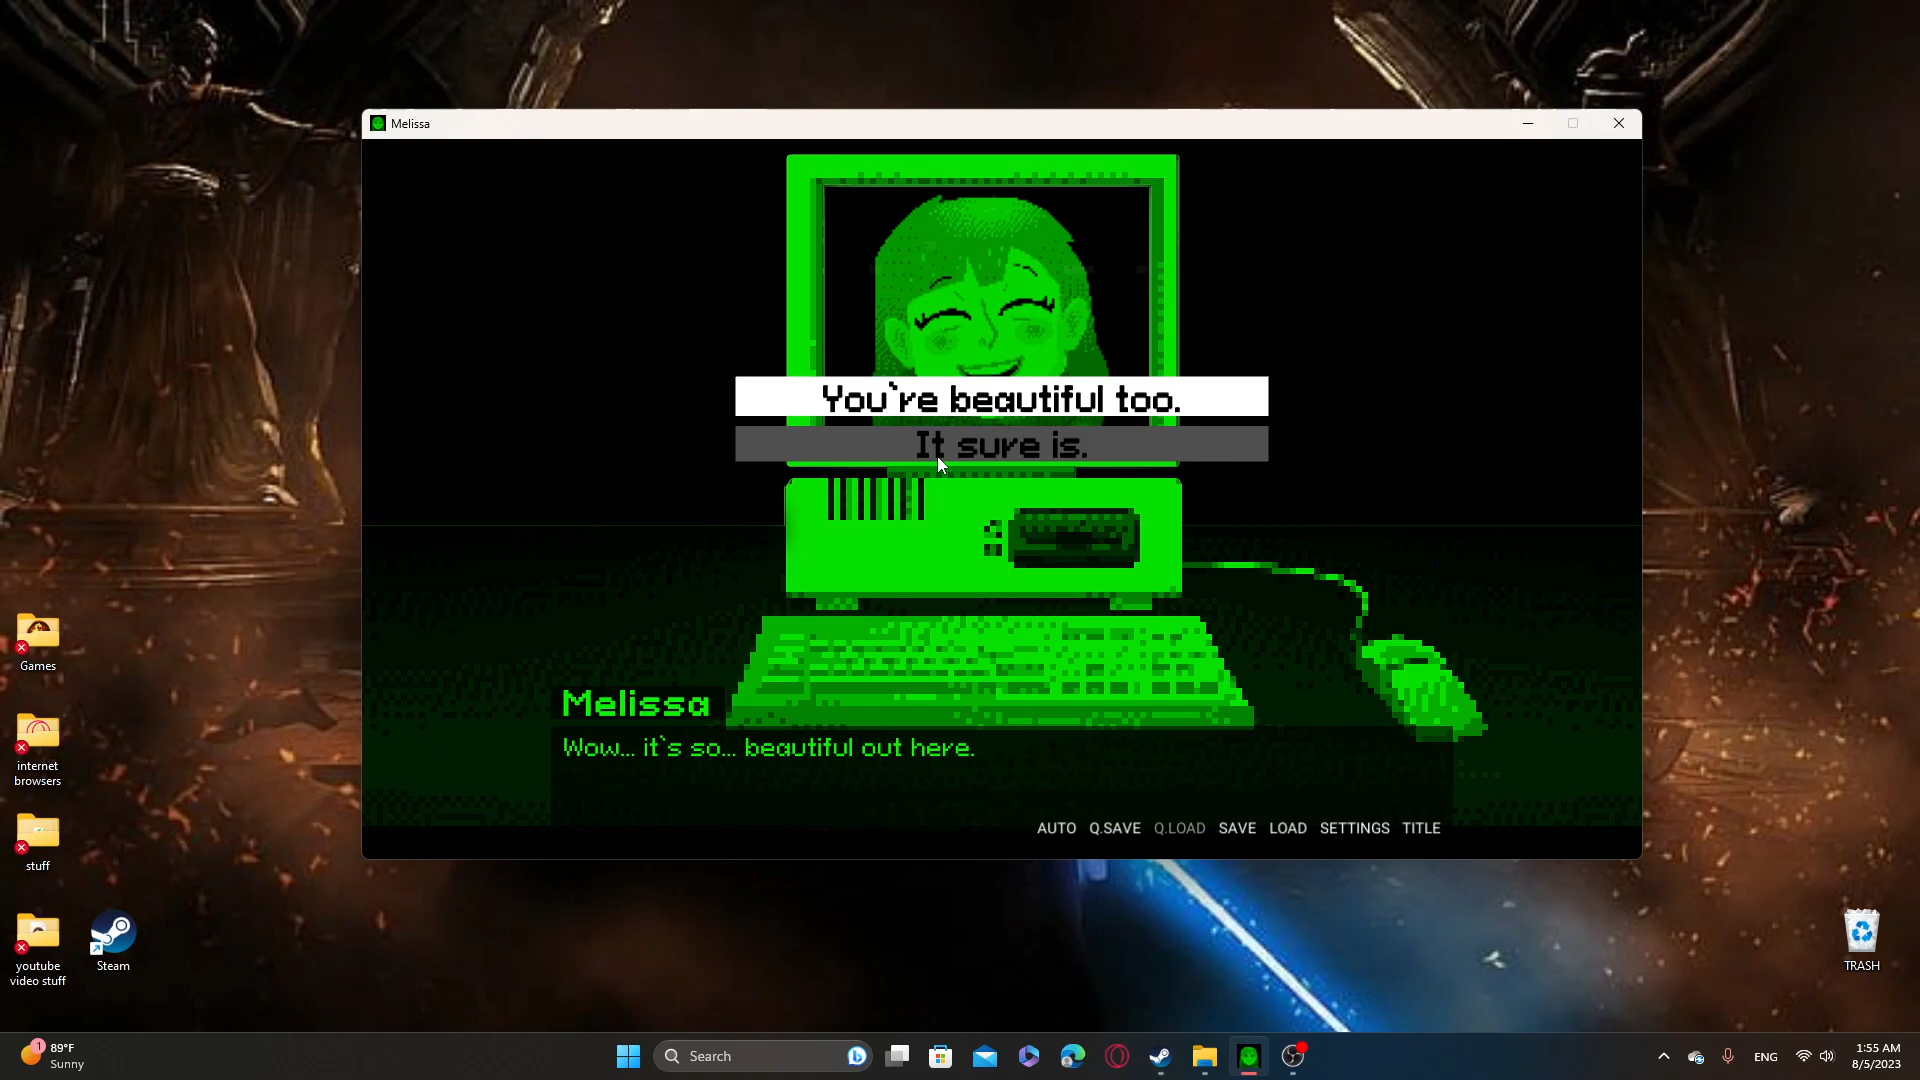 Melissa
You`re beautiful too.
It sure is.
Melissa
Wow... it`s so... beautiful out here.
AUTO Q.SAVE Q.LOAD SAVE LOAD SETTINGS TITLE
Games
internet
browsers
stuff
youtube
video stuff
Steam
TRASH
1
89°F
Sunny
Search
ENG
1:55 AM
8/5/2023